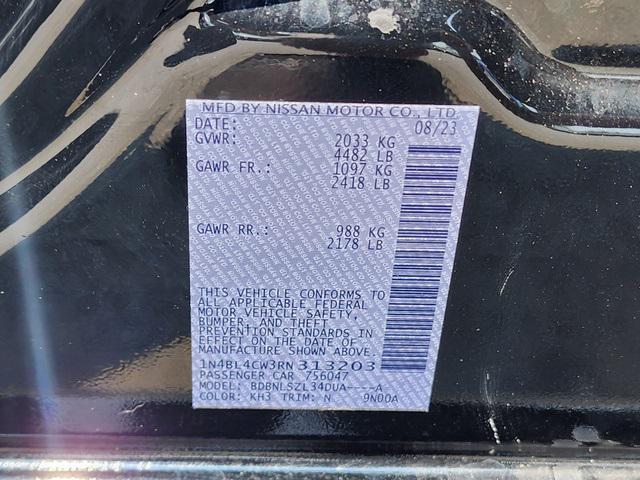 MFD BY NISSAN MOTOR CO., LTD.
DATE: 08/23
GVWR: 2033 KG
4482 LB
GAWR FR.: 1097 KG
2418 LB
GAWR RR.: 988 KG
2178 LB
THIS VEHICLE CONFORMS TO
ALL APPLICABLE FEDERAL
MOTOR VEHICLE SAFETY,
BUMPER, AND THEFT
PREVENTION STANDARDS IN
EFFECT ON THE DATE OF
MANUFACTURE SHOWN ABOVE.
1N4BL4CW3RN313203
PASSENGER CAR 756047
MODEL: BDBNLSZL34DUA----A
COLOR: KH3 TRIM: N 9N00A